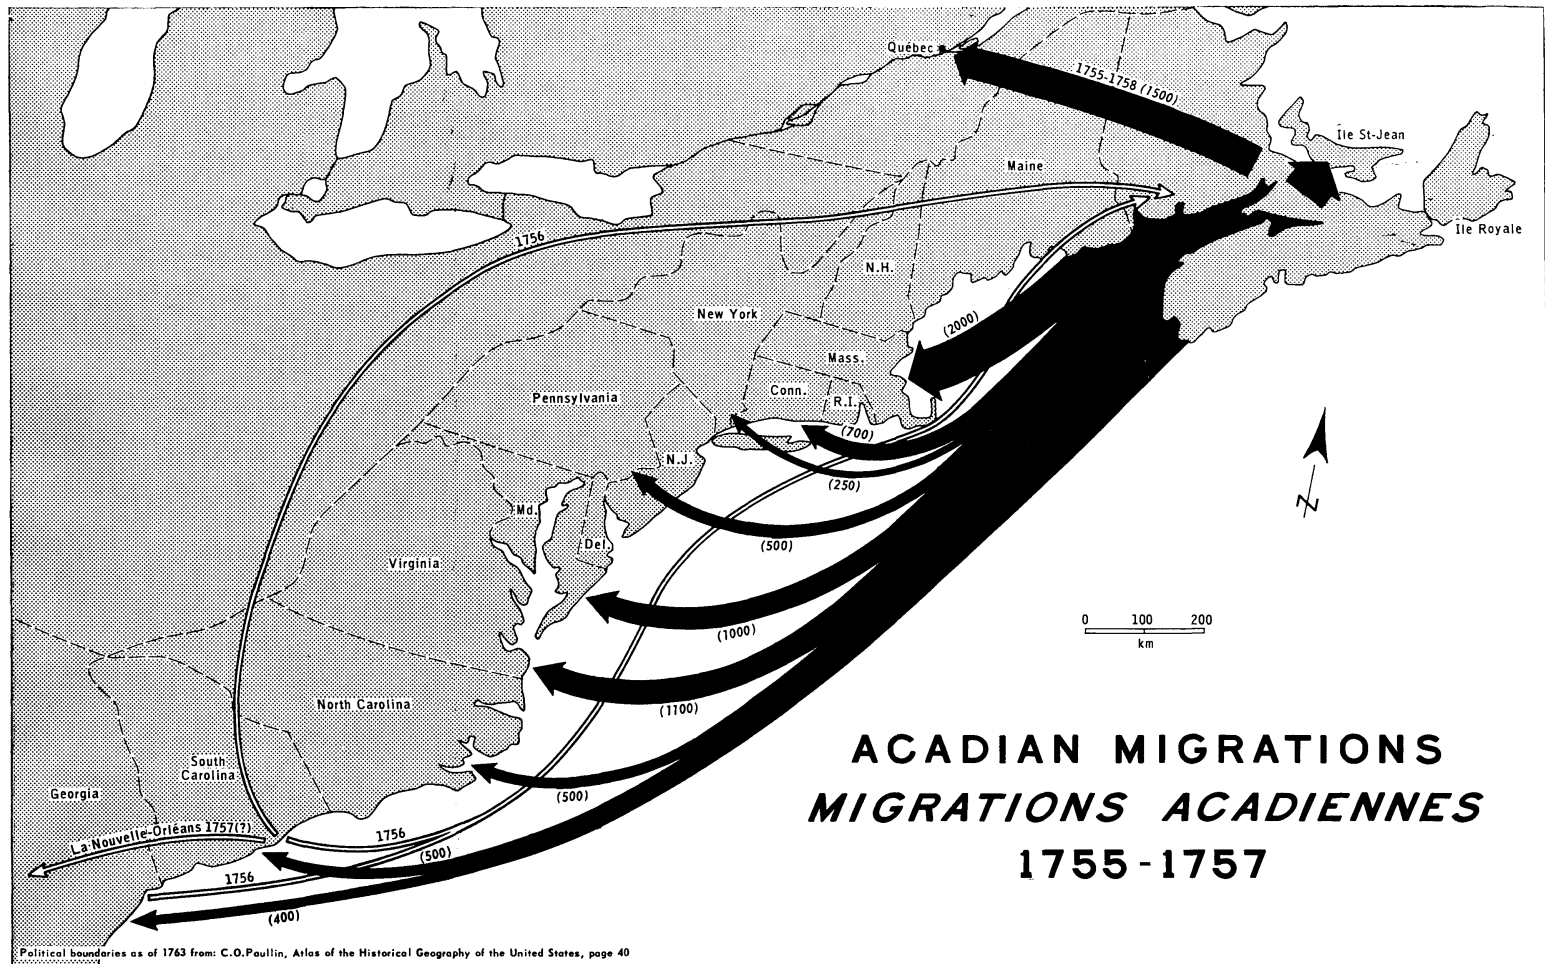 Québec
1755-1758 (1500)
Île St-Jean
Ile Royale
Maine
1756
N.H.
New York
(2000)
Mass.
Conn.
R.I.
Pennsylvania
(700)
N.J.
(250)
Md.
(500)
Del.
Virginia
N
0 100 200
km
(1000)
North Carolina
(1100)
South
Carolina
Georgia
(500)
La Nouvelle-Orléans 1757(?)
1756
(500)
1756
(400)
ACADIAN MIGRATIONS
MIGRATIONS ACADIENNES
1755-1757
Political boundaries as of 1763 from: C.O.Paullin, Atlas of the Historical Geography of the United States, page 40